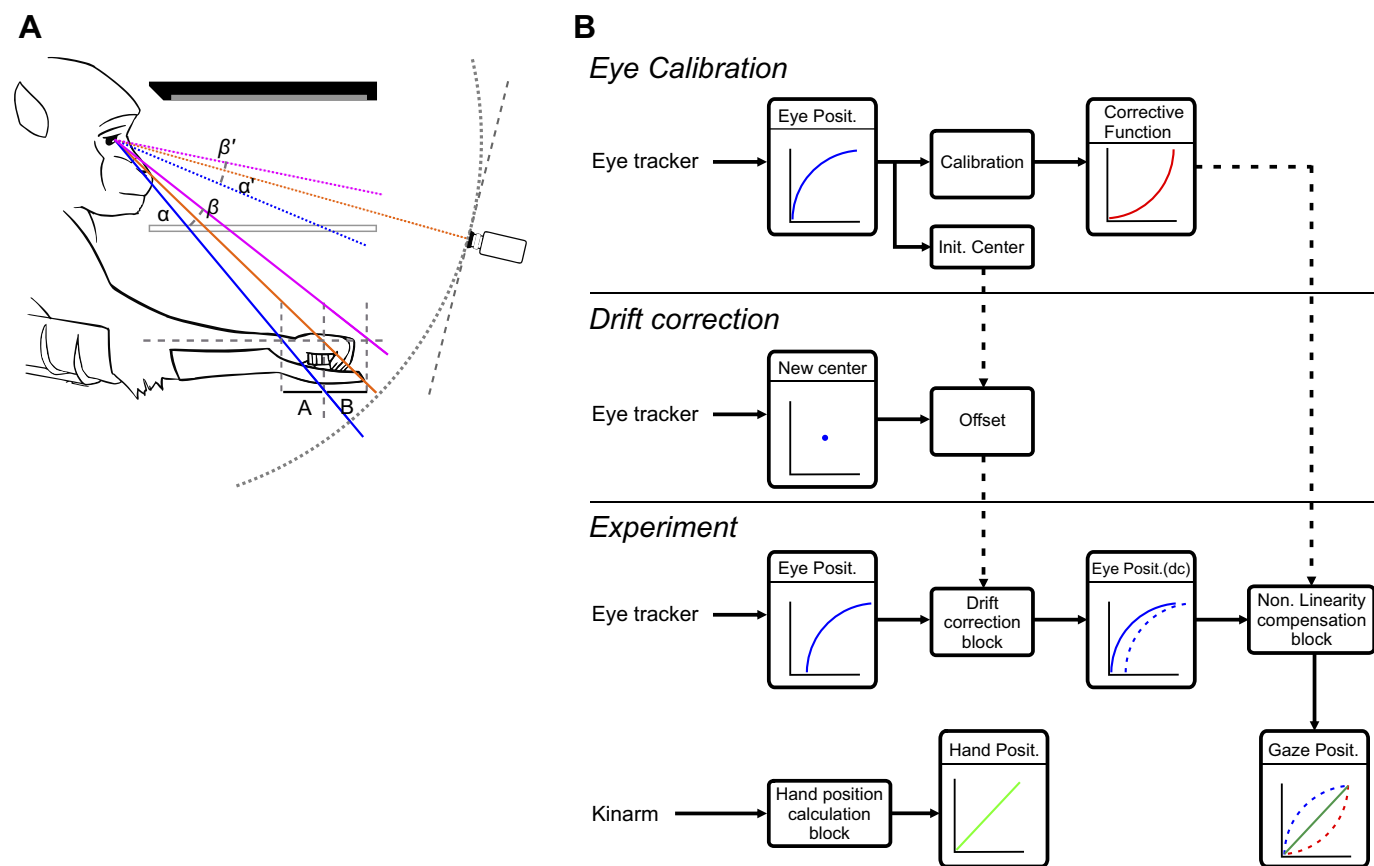 A
β'
α'
α
β
A
B
B
Eye Calibration
Eye tracker
Eye Posit.
Calibration
Corrective
Function
Init. Center
Drift correction
Eye tracker
New center
Offset
Experiment
Eye tracker
Eye Posit.
Drift
correction
block
Eye Posit.(dc)
Non. Linearity
compensation
block
Kinarm
Hand position
calculation
block
Hand Posit.
Gaze Posit.